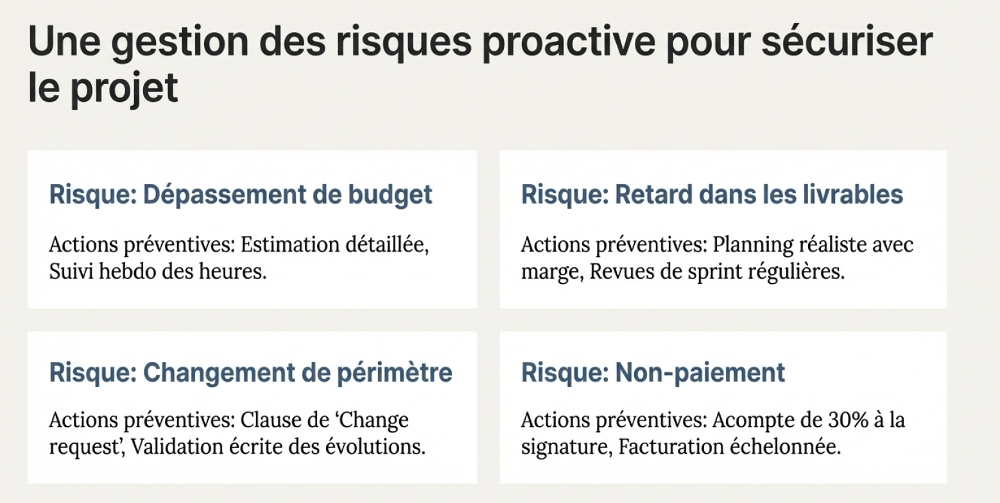 Une gestion des risques proactive pour sécuriser
le projet
Risque: Dépassement de budget
Actions préventives: Estimation détaillée,
Suivi hebdo des heures.
Risque: Retard dans les livrables
Actions préventives: Planning réaliste avec
marge, Revues de sprint régulières.
Risque: Changement de périmètre
Actions préventives: Clause de ‘Change
request’, Validation écrite des évolutions.
Risque: Non-paiement
Actions préventives: Acompte de 30% à la
signature, Facturation échelonnée.